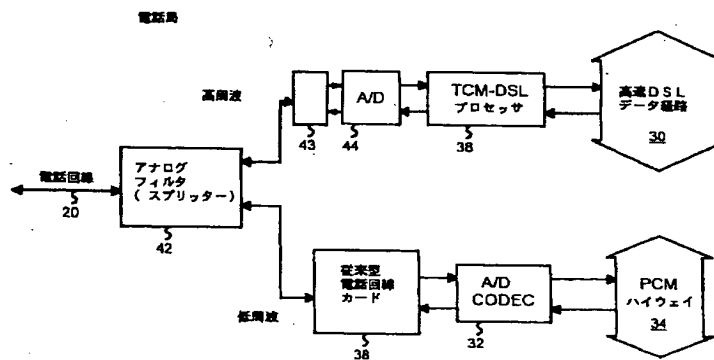 電話局
高周波
A/D
TCM-DSL
プロセッサ
高速DSL
データ経路
30
43
44
38
電話回線
20
アナログ
フィルタ
( スプリッター)
42
従来型
電話回線
カード
A/D
CODEC
PCM
ハイウェイ
34
低周波
38
32